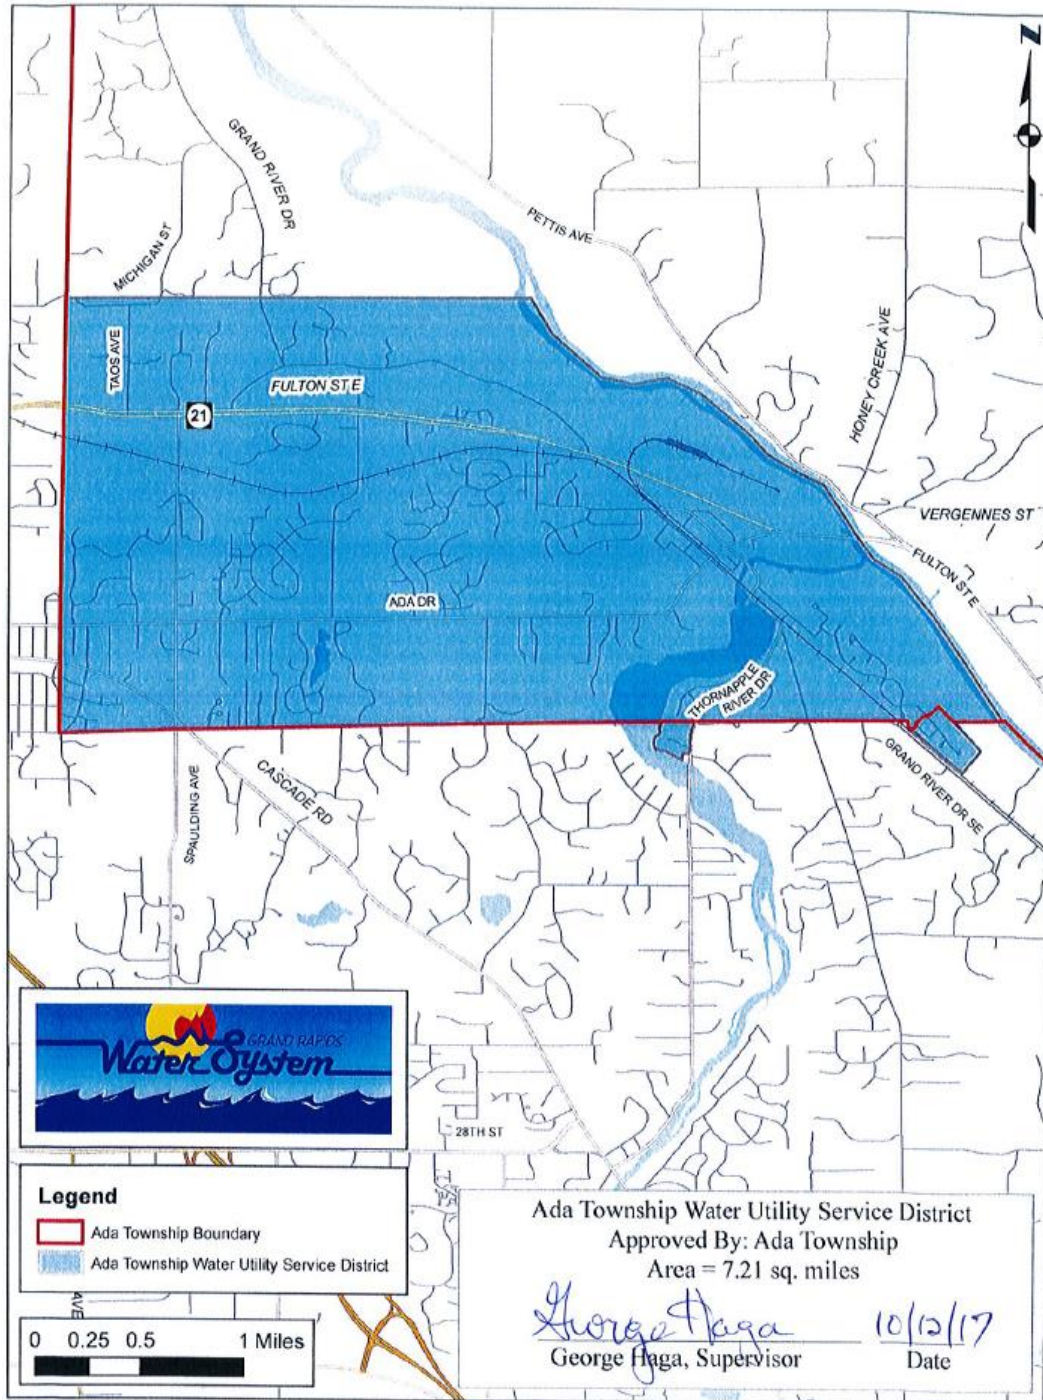 N
GRAND RIVER DR
MICHIGAN ST
PETTIS AVE
TAOS AVE
FULTON ST E
21
HONEY CREEK AVE
VERGENNES ST
FULTON ST E
ADA DR
THORNAPPLE
RIVER DR
GRAND RIVER DR SE
SPAULDING AVE
CASCADE RD
GRAND RAPIDS
Water System
28TH ST
Legend
Ada Township Boundary
Ada Township Water Utility Service District
AVE
0 0.25 0.5 1 Miles
Ada Township Water Utility Service District
Approved By: Ada Township
Area = 7.21 sq. miles
George Haga 10/12/17
George Haga, Supervisor Date